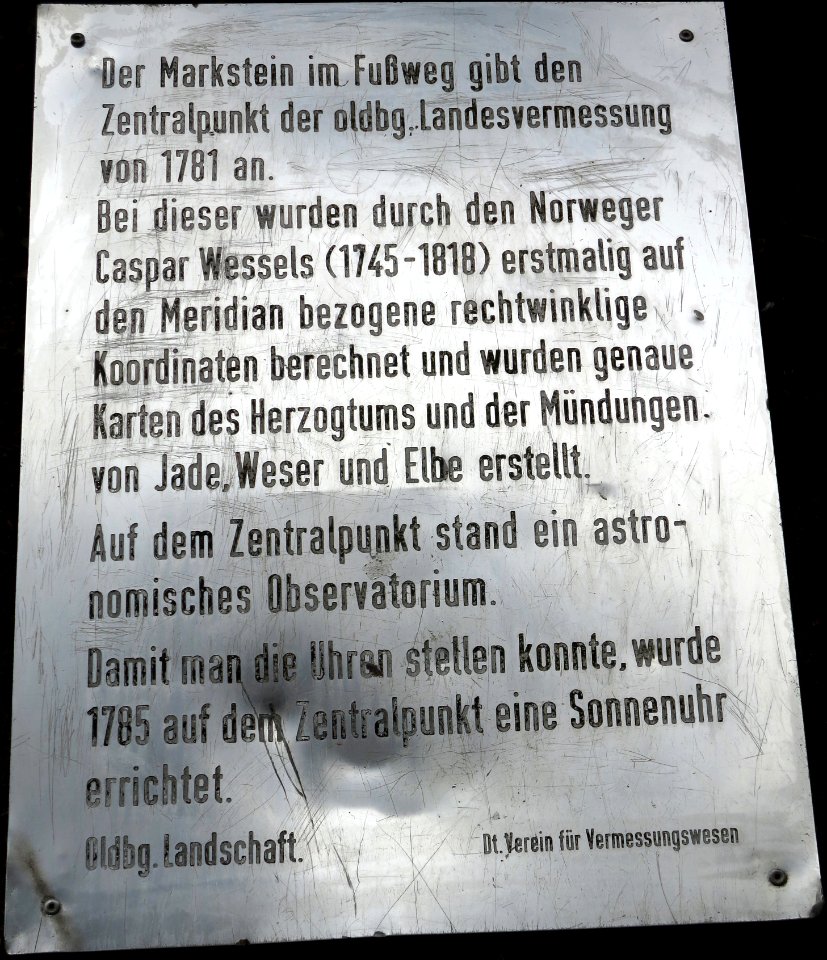 Der Markstein im Fußweg gibt den
Zentralpunkt der oldbg. Landesvermessung
von 1781 an.
Bei dieser wurden durch den Norweger
Caspar Wessels (1745-1818) erstmalig auf
den Meridian bezogene rechtwinklige
Koordinaten berechnet und wurden genaue
Karten des Herzogtums und der Mündungen
von Jade, Weser und Elbe erstellt.
Auf dem Zentralpunkt stand ein astro-
nomisches Observatorium.
Damit man die Uhren stellen konnte, wurde
1785 auf dem Zentralpunkt eine Sonnenuhr
errichtet.
Oldbg. Landschaft. Dt. Verein für Vermessungswesen